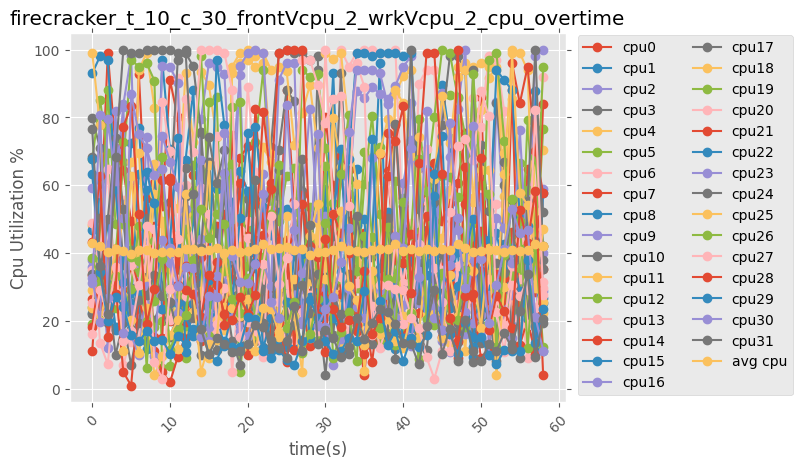 firecracker_t_10_c_30_frontVcpu_2_wrkVcpu_2_cpu_overtime
Cpu Utilization %
100
80
60
40
20
0
0
10
20
30
40
50
60
time(s)
cpu0
cpu1
cpu2
cpu3
cpu4
cpu5
cpu6
cpu7
cpu8
cpu9
cpu10
cpu11
cpu12
cpu13
cpu14
cpu15
cpu16
cpu17
cpu18
cpu19
cpu20
cpu21
cpu22
cpu23
cpu24
cpu25
cpu26
cpu27
cpu28
cpu29
cpu30
cpu31
avg cpu